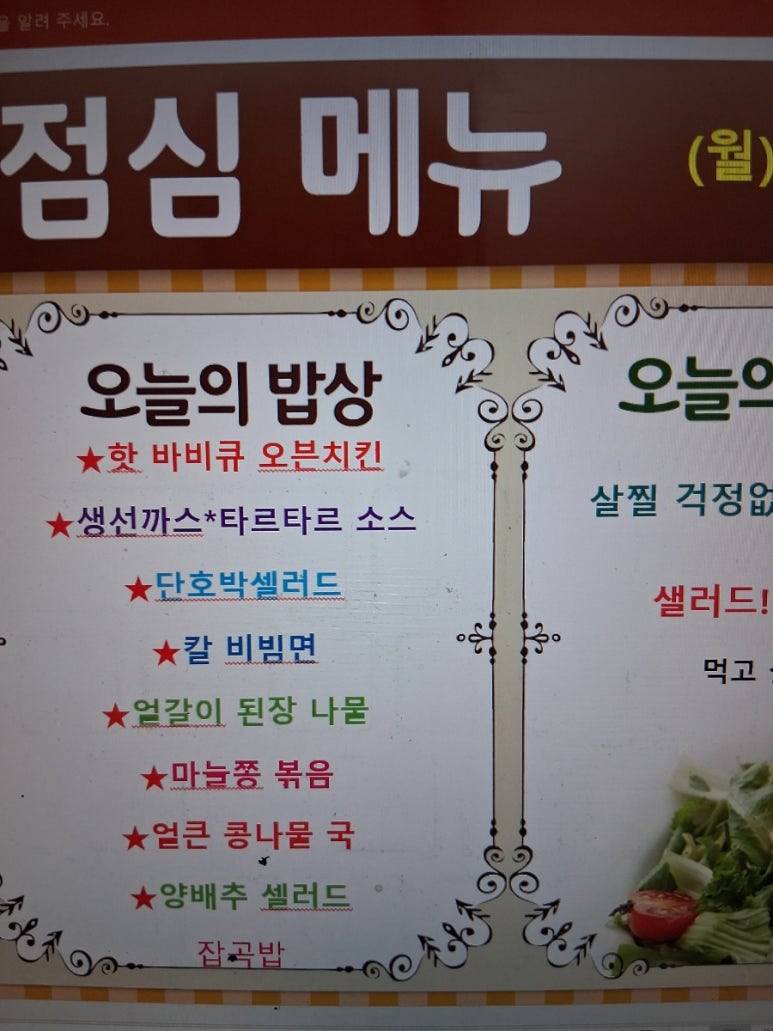 을 알려 주세요.
점심 메뉴 (월)
오늘의 밥상
★핫 바비큐 오븐치킨
★생선까스*타르타르 소스
★단호박셀러드
★칼 비빔면
★얼갈이 된장 나물
★마늘쫑 볶음
★얼큰 콩나물 국
★양배추 셀러드
잡곡밥
오늘의
살찔 걱정없
샐러드!
먹고